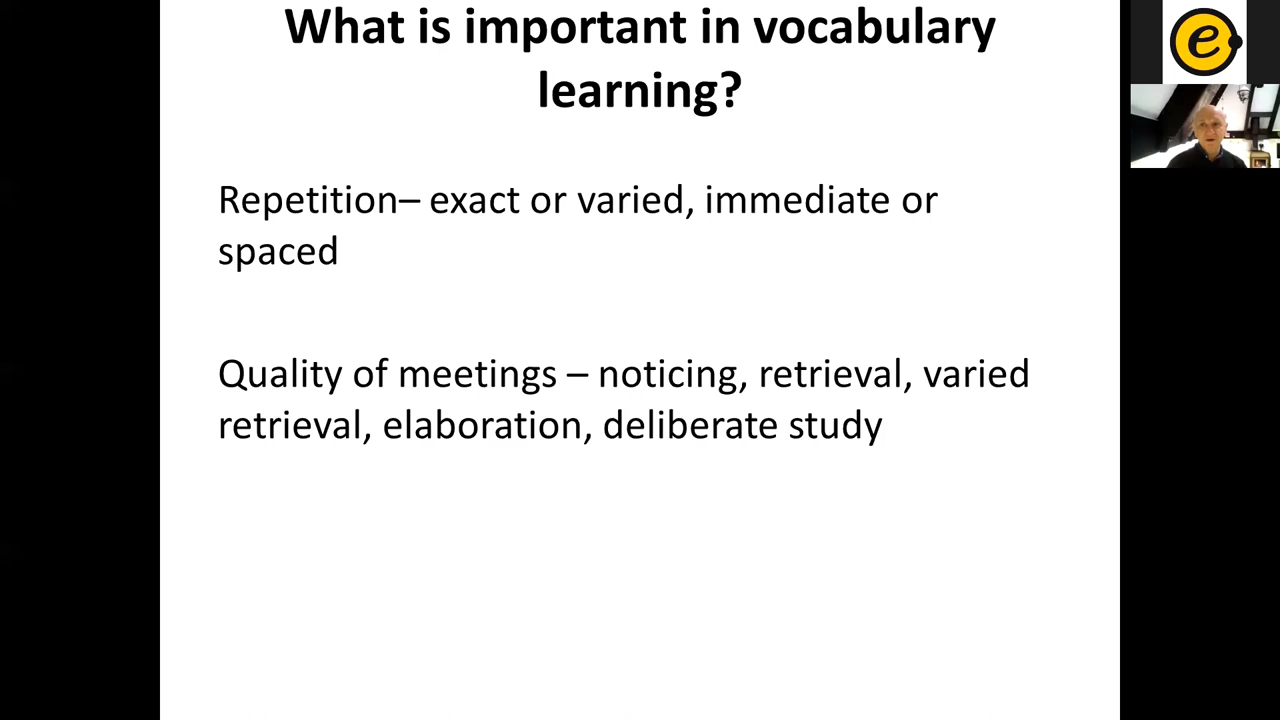 What is important in vocabulary
learning?
Repetition– exact or varied, immediate or
spaced
Quality of meetings – noticing, retrieval, varied
retrieval, elaboration, deliberate study
e